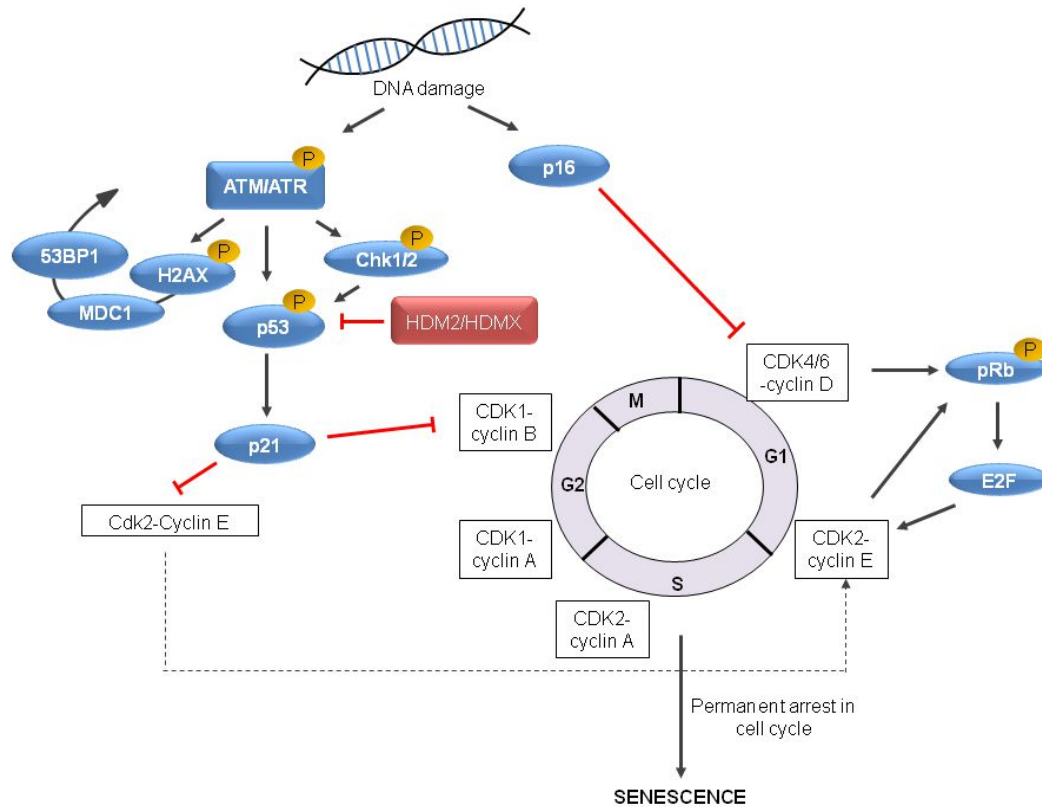 DNA damage
P
ATM/ATR
p16
53BP1
H2AX
P
MDC1
Chk1/2
P
p53
P
HDM2/HDMX
p21
Cdk2-Cyclin E
CDK1-
cyclin B
CDK4/6
-cyclin D
pRb
P
E2F
M
G1
G2
S
Cell cycle
CDK1-
cyclin A
CDK2-
cyclin E
CDK2-
cyclin A
Permanent arrest in
cell cycle
SENESCENCE